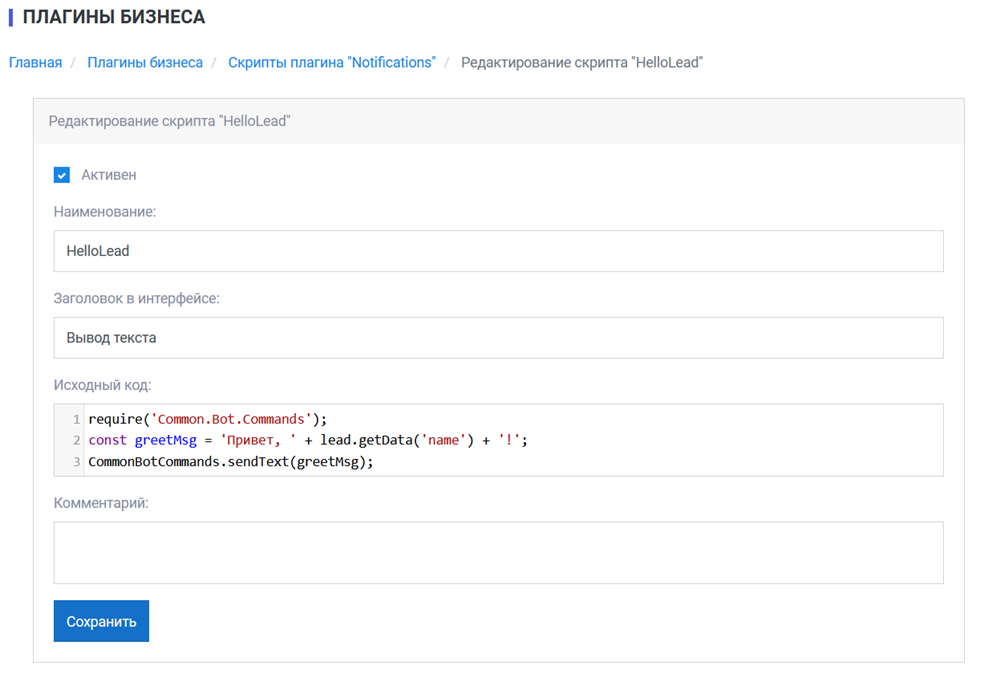 ПЛАГИНЫ БИЗНЕСА
Главная / Плагины бизнеса / Скрипты плагина "Notifications" / Редактирование скрипта "HelloLead"
Редактирование скрипта "HelloLead"
Активен
Наименование:
HelloLead
Заголовок в интерфейсе:
Вывод текста
Исходный код:
1 require('Common.Bot.Commands');
2 const greetMsg = 'Привет, ' + lead.getData('name') + '!';
3 CommonBotCommands.sendText(greetMsg);
Комментарий:
Сохранить